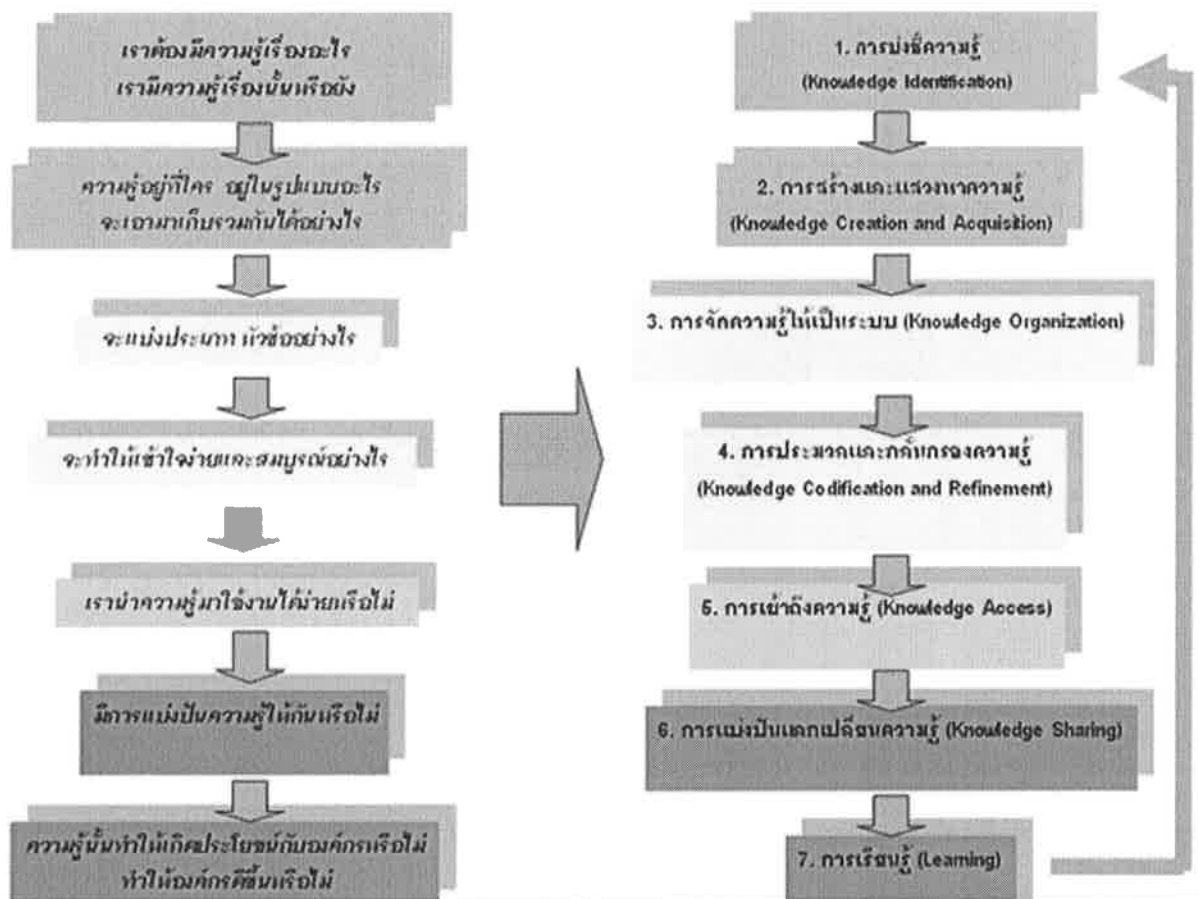 เราต้องมีความรู้เรื่องอะไร
เรามีความรู้เรื่องนั้นหรือยัง
ความรู้อยู่ที่ใคร อยู่ในรูปแบบอะไร
จะเอามาเก็บรวมกันได้อย่างไร
จะแบ่งประเภท หัวข้ออย่างไร
จะทำให้เข้าใจง่ายและสมบูรณ์อย่างไร
เรานำความรู้มาใช้งานได้ง่ายหรือไม่
มีการแบ่งปันความรู้ให้กันหรือไม่
ความรู้นั้นทำให้เกิดประโยชน์กับองค์กรหรือไม่
ทำให้องค์กรดีขึ้นหรือไม่
1. การบ่งชี้ความรู้
(Knowledge Identification)
2. การสร้างและแสวงหาความรู้
(Knowledge Creation and Acquisition)
3. การจัดความรู้ให้เป็นระบบ (Knowledge Organization)
4. การประมวลและกลั่นกรองความรู้
(Knowledge Codification and Refinement)
5. การเข้าถึงความรู้ (Knowledge Access)
6. การแบ่งปันแลกเปลี่ยนความรู้ (Knowledge Sharing)
7. การเรียนรู้ (Learning)